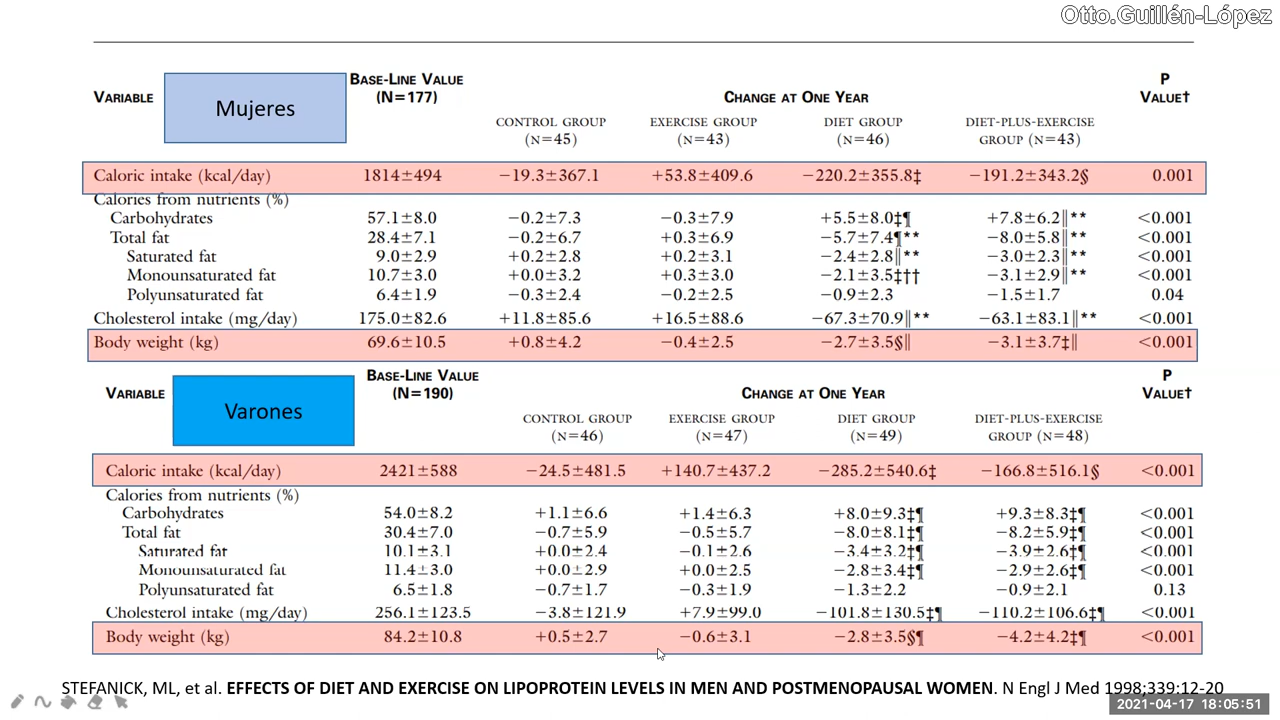 Otto.Guillén-López
VARIABLE Mujeres BASE-LINE VALUE (N=177) CHANGE AT ONE YEAR P VALUE†
CONTROL GROUP (N=45) EXERCISE GROUP (N=43) DIET GROUP (N=46) DIET-PLUS-EXERCISE GROUP (N=43)
Caloric intake (kcal/day) 1814±494 −19.3±367.1 +53.8±409.6 −220.2±355.8‡ −191.2±343.2§ 0.001
Calories from nutrients (%)
Carbohydrates 57.1±8.0 −0.2±7.3 −0.3±7.9 +5.5±8.0‡¶ +7.8±6.2‖** <0.001
Total fat 28.4±7.1 −0.2±6.7 +0.3±6.9 −5.7±7.4¶** −8.0±5.8‖** <0.001
Saturated fat 9.0±2.9 +0.2±2.8 +0.2±3.1 −2.4±2.8‖** −3.0±2.3‖** <0.001
Monounsaturated fat 10.7±3.0 +0.0±3.2 +0.3±3.0 −2.1±3.5‡†† −3.1±2.9‖** <0.001
Polyunsaturated fat 6.4±1.9 −0.3±2.4 −0.2±2.5 −0.9±2.3 −1.5±1.7 0.04
Cholesterol intake (mg/day) 175.0±82.6 +11.8±85.6 +16.5±88.6 −67.3±70.9‖** −63.1±83.1‖** <0.001
Body weight (kg) 69.6±10.5 +0.8±4.2 −0.4±2.5 −2.7±3.5§‖ −3.1±3.7‡‖ <0.001
VARIABLE Varones BASE-LINE VALUE (N=190) CHANGE AT ONE YEAR P VALUE†
CONTROL GROUP (N=46) EXERCISE GROUP (N=47) DIET GROUP (N=49) DIET-PLUS-EXERCISE GROUP (N=48)
Caloric intake (kcal/day) 2421±588 −24.5±481.5 +140.7±437.2 −285.2±540.6‡ −166.8±516.1§ <0.001
Calories from nutrients (%)
Carbohydrates 54.0±8.2 +1.1±6.6 +1.4±6.3 +8.0±9.3‡¶ +9.3±8.3‡¶ <0.001
Total fat 30.4±7.0 −0.7±5.9 −0.5±5.7 −8.0±8.1‡¶ −8.2±5.9‡¶ <0.001
Saturated fat 10.1±3.1 +0.0±2.4 −0.1±2.6 −3.4±3.2‡¶ −3.9±2.6‡¶ <0.001
Monounsaturated fat 11.4±3.0 +0.0±2.9 +0.0±2.5 −2.8±3.4‡¶ −2.9±2.6‡¶ <0.001
Polyunsaturated fat 6.5±1.8 −0.7±1.7 −0.3±1.9 −1.3±2.2 −0.9±2.1 0.13
Cholesterol intake (mg/day) 256.1±123.5 −3.8±121.9 +7.9±99.0 −101.8±130.5‡¶ −110.2±106.6‡¶ <0.001
Body weight (kg) 84.2±10.8 +0.5±2.7 −0.6±3.1 −2.8±3.5§¶ −4.2±4.2‡¶ <0.001
STEFANICK, ML, et al. EFFECTS OF DIET AND EXERCISE ON LIPOPROTEIN LEVELS IN MEN AND POSTMENOPAUSAL WOMEN. N Engl J Med 1998;339:12-20
2021-04-17 18:05:51